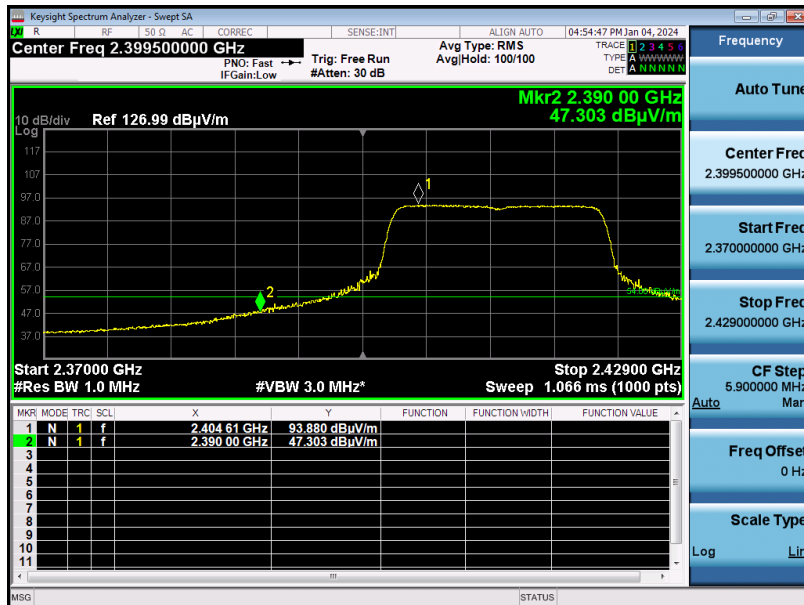 Keysight Spectrum Analyzer - Swept SA
LXI R RF 50 Ω AC CORREC SENSE:INT ALIGN AUTO 04:54:47 PM Jan 04, 2024
Center Freq 2.399500000 GHz
PNO: Fast
IFGain:Low
Trig: Free Run
#Atten: 30 dB
Avg Type: RMS
Avg|Hold: 100/100
TRACE 1 2 3 4 5 6
TYPE A WWWWW
DET A N N N N N
Mkr2 2.390 00 GHz
47.303 dBµV/m
10 dB/div Ref 126.99 dBµV/m
Log
117
107
97.0
87.0
77.0
67.0
57.0
47.0
37.0
1
2
Start 2.37000 GHz Stop 2.42900 GHz
#Res BW 1.0 MHz #VBW 3.0 MHz* Sweep 1.066 ms (1000 pts)
MKR MODE TRC SCL X Y FUNCTION FUNCTION WIDTH FUNCTION VALUE
1 N 1 f 2.404 61 GHz 93.880 dBµV/m
2 N 1 f 2.390 00 GHz 47.303 dBµV/m
3
4
5
6
7
8
9
10
11
MSG STATUS
Frequency
Auto Tune
Center Freq
2.399500000 GHz
Start Freq
2.370000000 GHz
Stop Freq
2.429000000 GHz
CF Step
5.900000 MHz
Auto Man
Freq Offset
0 Hz
Scale Type
Log Lin